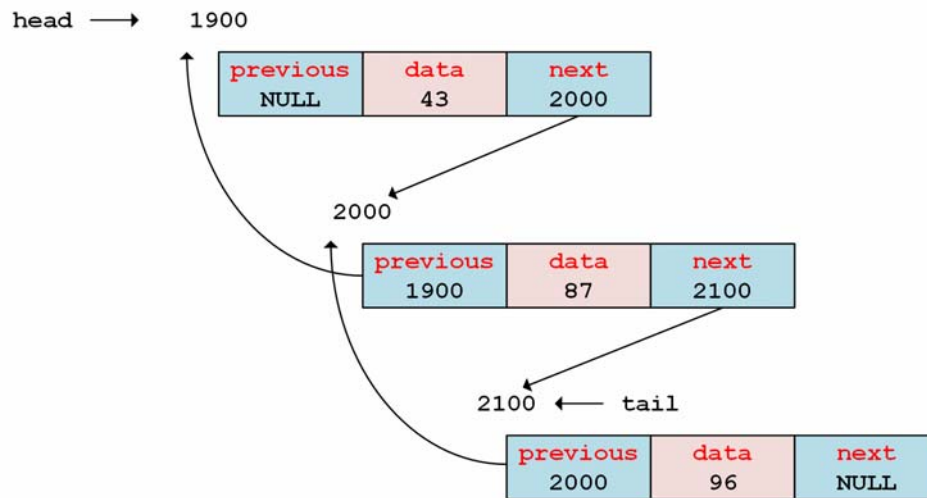 head 1900
previous data next
NULL 43 2000
2000
previous data next
1900 87 2100
2100 tail
previous data next
2000 96 NULL